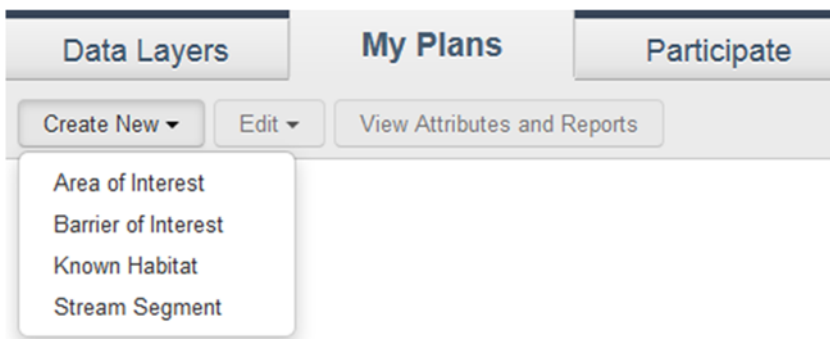 Data Layers My Plans Participate
Create New Edit View Attributes and Reports
Area of Interest
Barrier of Interest
Known Habitat
Stream Segment